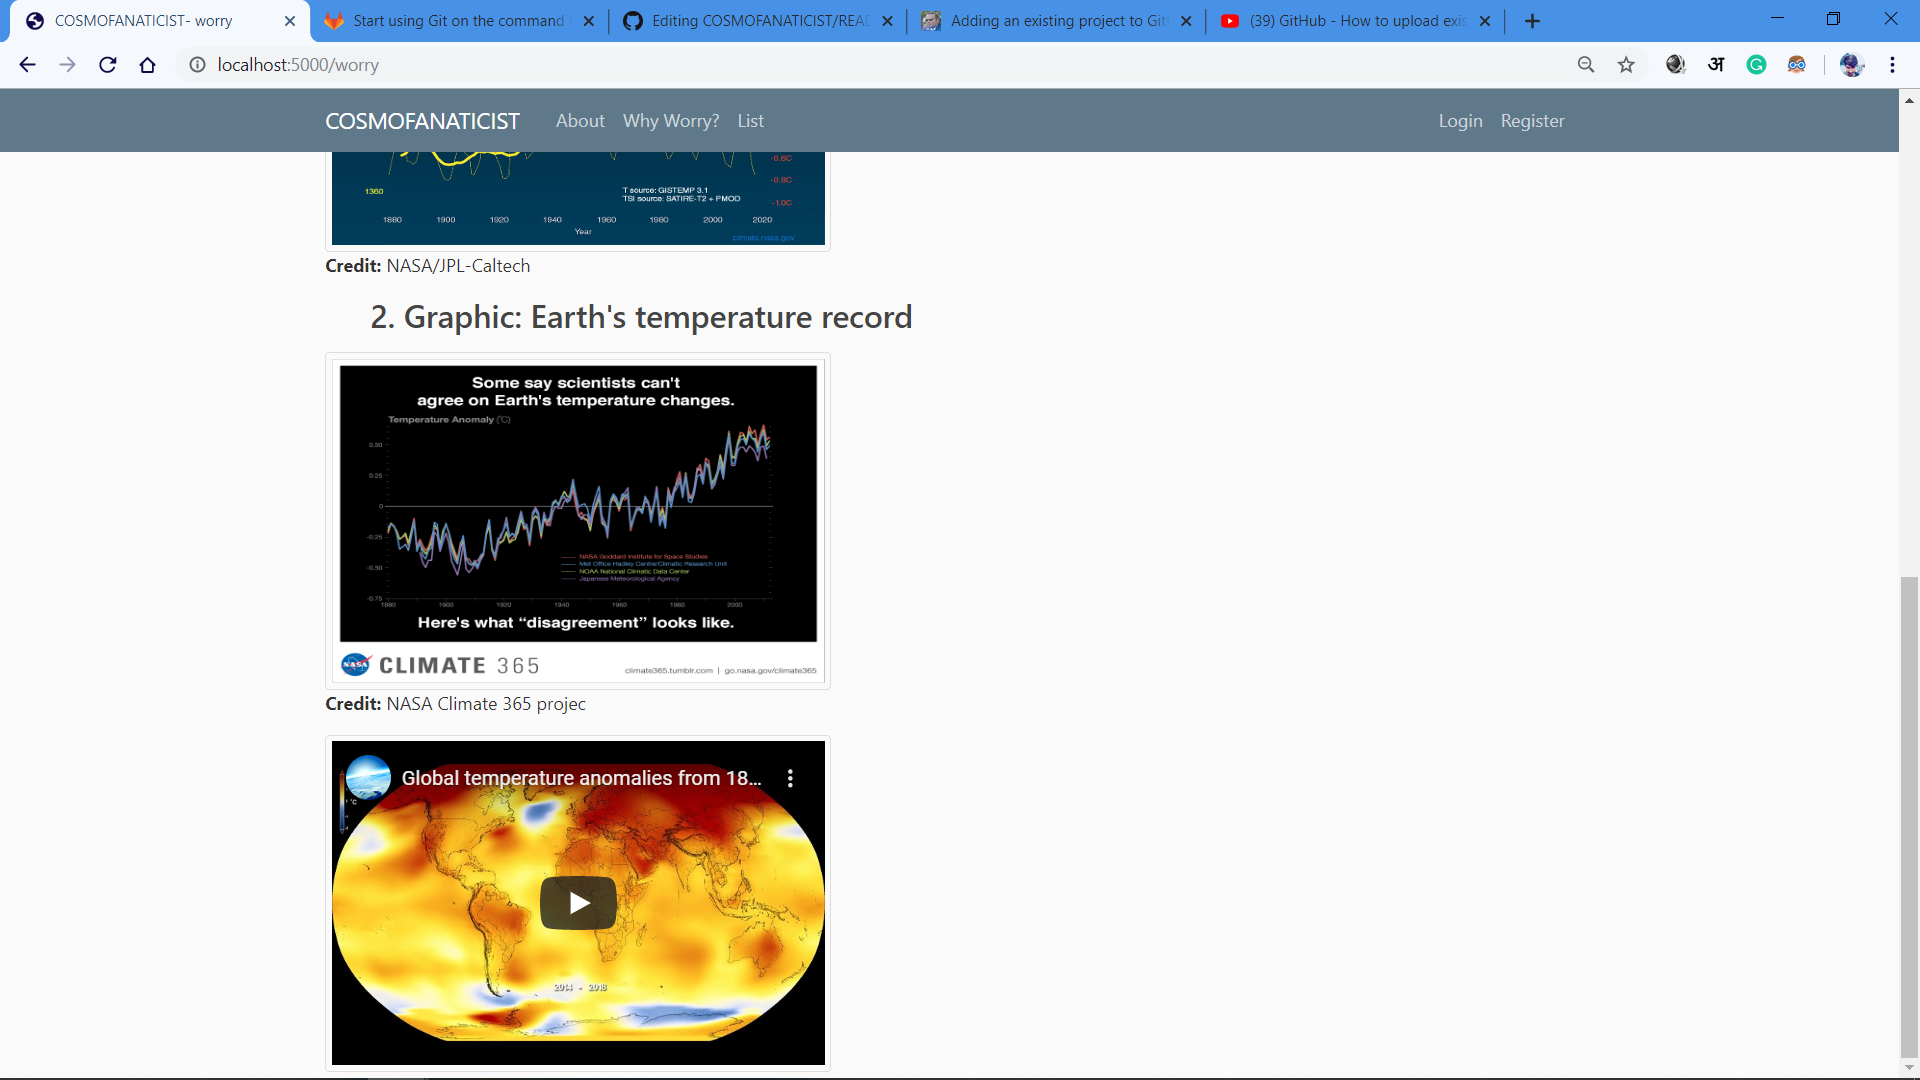 COSMOFANATICIST- worry
Start using Git on the command
Editing COSMOFANATICIST/READ
Adding an existing project to Git
(39) GitHub - How to upload exis
localhost:5000/worry
COSMOFANATICIST
About
Why Worry?
List
Login
Register
-0.6C
-0.8C
-1.0C
1360
T source: GISTEMP 3.1
TSI source: SATIRE-T2 + PMOD
1880 1900 1920 1940 1960 1980 2000 2020
Year
climate.nasa.gov
Credit: NASA/JPL-Caltech
2. Graphic: Earth's temperature record
Some say scientists can't
agree on Earth's temperature changes.
Temperature Anomaly (°C)
0.50
0.25
0
-0.25
-0.50
-0.75
NASA Goddard Institute for Space Studies
Met Office Hadley Centre/Climatic Research Unit
NOAA National Climatic Data Center
Japanese Meteorological Agency
1880 1900 1920 1940 1960 1980 2000
Here's what “disagreement” looks like.
NASA
CLIMATE 365
climate365.tumblr.com | go.nasa.gov/climate365
Credit: NASA Climate 365 projec
Global temperature anomalies from 18...
°C
2014 - 2018